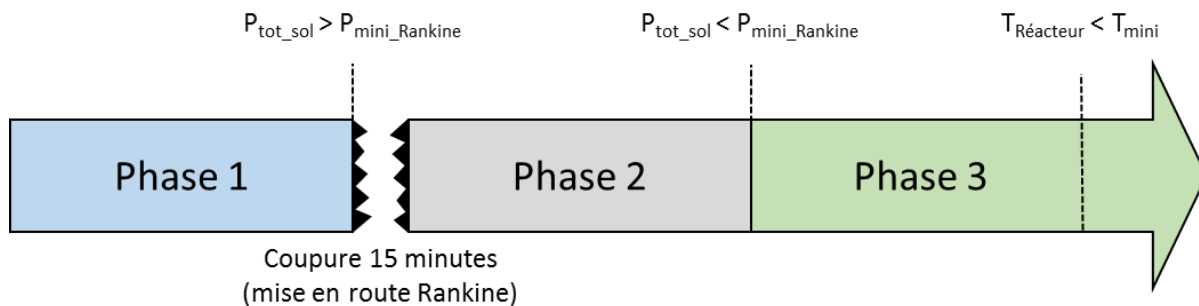 P_tot_sol > P_mini_Rankine
P_tot_sol < P_mini_Rankine
T_Réacteur < T_mini
Phase 1
Phase 2
Phase 3
Coupure 15 minutes
(mise en route Rankine)